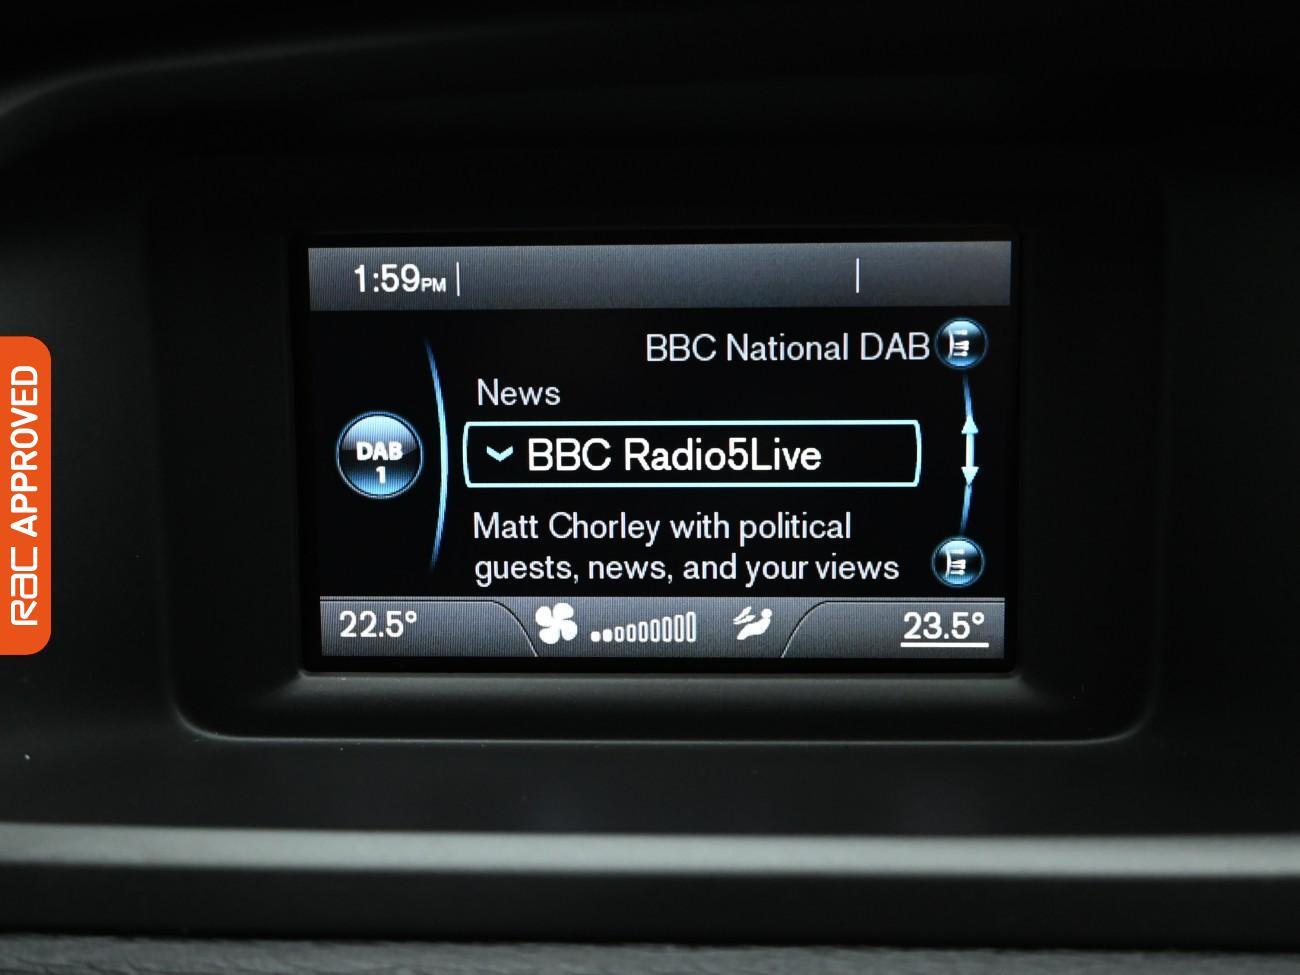 1:59PM
BBC National DAB
News
DAB
1
BBC Radio5Live
Matt Chorley with political
guests, news, and your views
22.5°
23.5°
RAC APPROVED